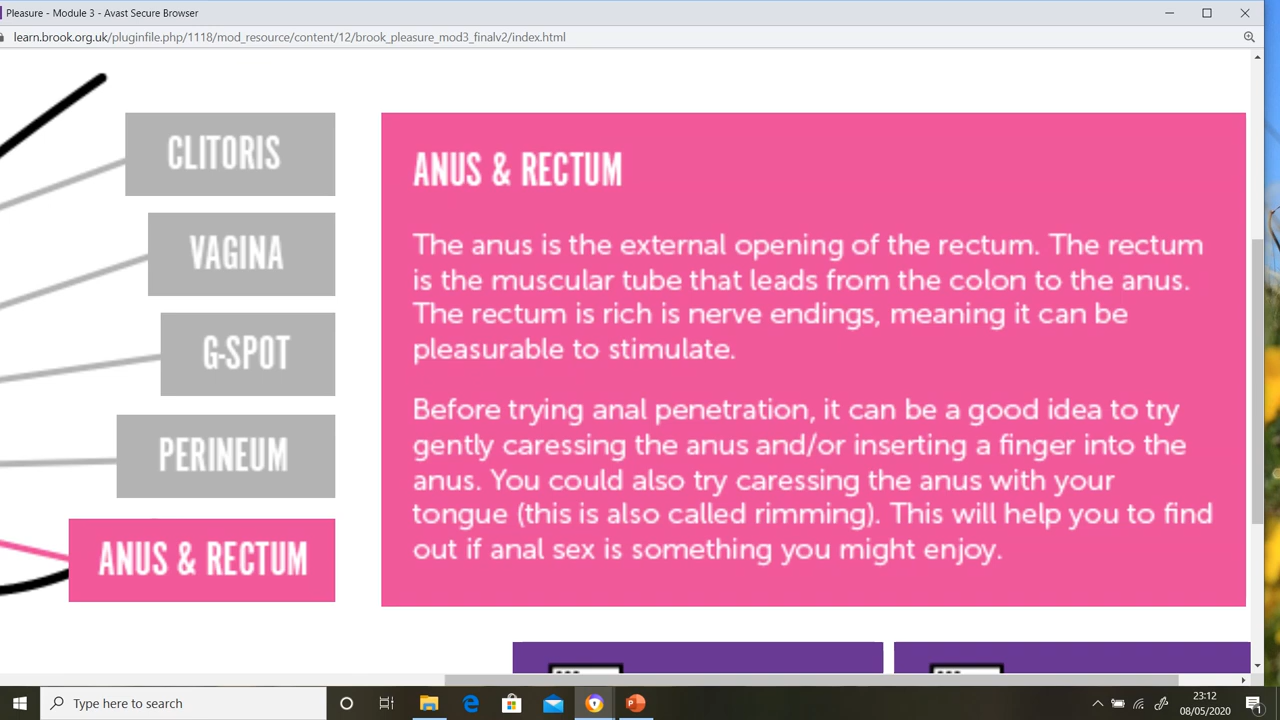 Pleasure - Module 3 - Avast Secure Browser
learn.brook.org.uk/pluginfile.php/1118/mod_resource/content/12/brook_pleasure_mod3_finalv2/index.html
CLITORIS
VAGINA
G-SPOT
PERINEUM
ANUS & RECTUM
ANUS & RECTUM
The anus is the external opening of the rectum. The rectum
is the muscular tube that leads from the colon to the anus.
The rectum is rich is nerve endings, meaning it can be
pleasurable to stimulate.
Before trying anal penetration, it can be a good idea to try
gently caressing the anus and/or inserting a finger into the
anus. You could also try caressing the anus with your
tongue (this is also called rimming). This will help you to find
out if anal sex is something you might enjoy.
Type here to search
23:12
08/05/2020
1